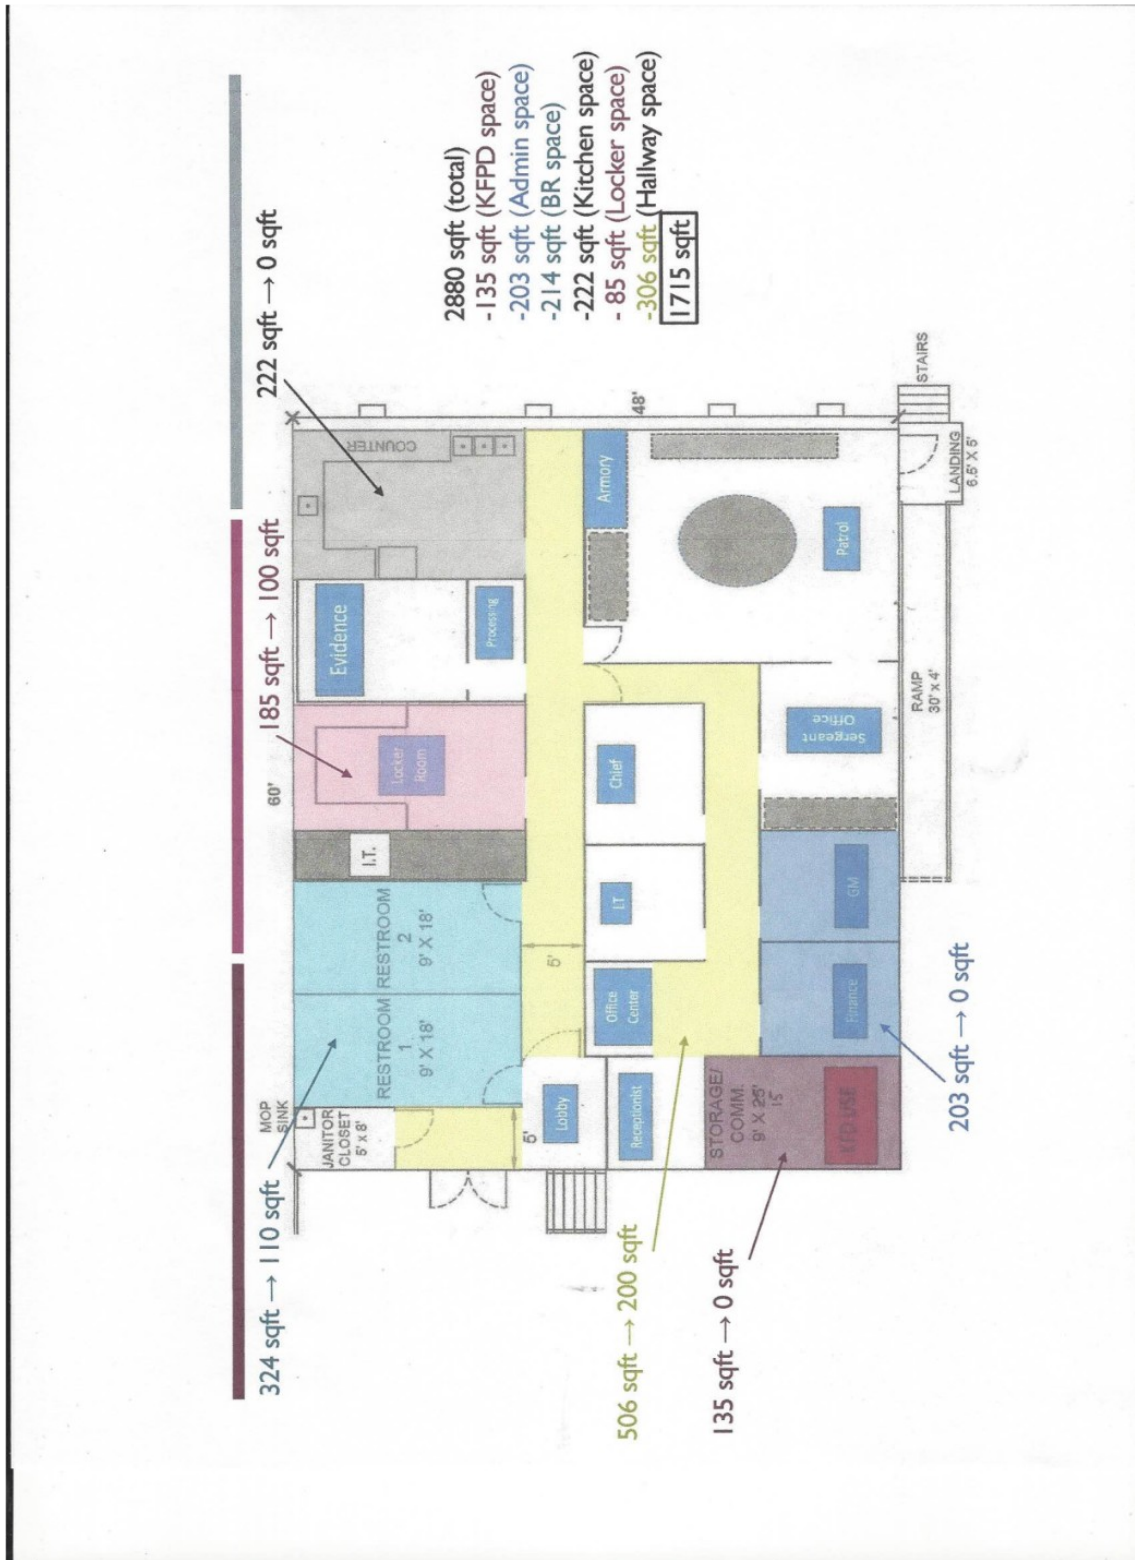 222 sqft → 0 sqft
185 sqft → 100 sqft
324 sqft → 110 sqft
2880 sqft (total)
-135 sqft (KFPD space)
-203 sqft (Admin space)
-214 sqft (BR space)
-222 sqft (Kitchen space)
- 85 sqft (Locker space)
-306 sqft (Hallway space)
1715 sqft
60'
48'
MOP
SINK
JANITOR
CLOSET
5' x 8'
RESTROOM
1
9' X 18'
RESTROOM
2
9' X 18'
I.T.
Locker
Room
Evidence
Processing
COUNTER
5'
5'
Lobby
Receptionist
Office
Center
LT
Chief
Armory
Patrol
Sergeant
Office
GM
Finance
STORAGE/
COMM.
9' X 25'
15'
KFD USE
STAIRS
LANDING
6.5' X 5'
RAMP
30' x 4'
506 sqft → 200 sqft
135 sqft → 0 sqft
203 sqft → 0 sqft